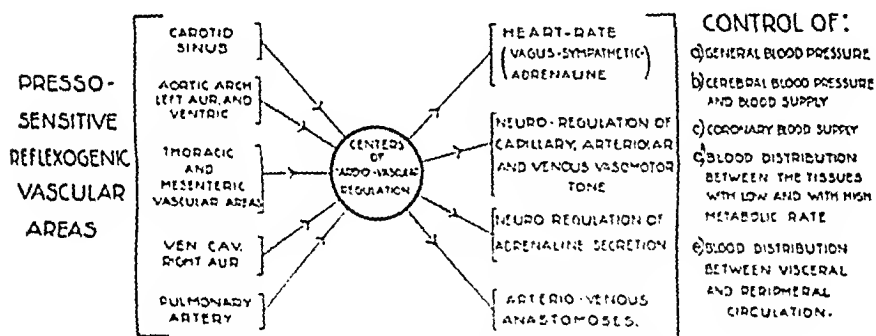 PRESSO-
SENSITIVE
REFLEXOGENIC
VASCULAR
AREAS
CAROTID
SINUS
AORTIC ARCH
LEFT AUR, AND
VENTRIC
THORACIC
AND
MESENTERIC
VASCULAR AREAS
VEN CAV.
RIGHT AUR
PULMONARY
ARTERY
CENTERS
OF
CARDIO-VASCULAR
REGULATION
HEART-RATE
(VAGUS-SYMPATHETIC-
ADRENALINE)
NEURO-REGULATION OF
CAPILLARY, ARTERIOLAR
AND VENOUS VASOMOTOR
TONE
NEURO REGULATION OF
ADRENALINE SECRETION
ARTERIO-VENOUS
ANASTOMOSES.
CONTROL OF:
a) GENERAL BLOOD PRESSURE
b) CEREBRAL BLOOD PRESSURE
AND BLOOD SUPPLY
c) CORONARY BLOOD SUPPLY
d) BLOOD DISTRIBUTION
BETWEEN THE TISSUES
WITH LOW AND WITH HIGH
METABOLIC RATE
e) BLOOD DISTRIBUTION
BETWEEN VISCERAL
AND PERIPHERAL
CIRCULATION.